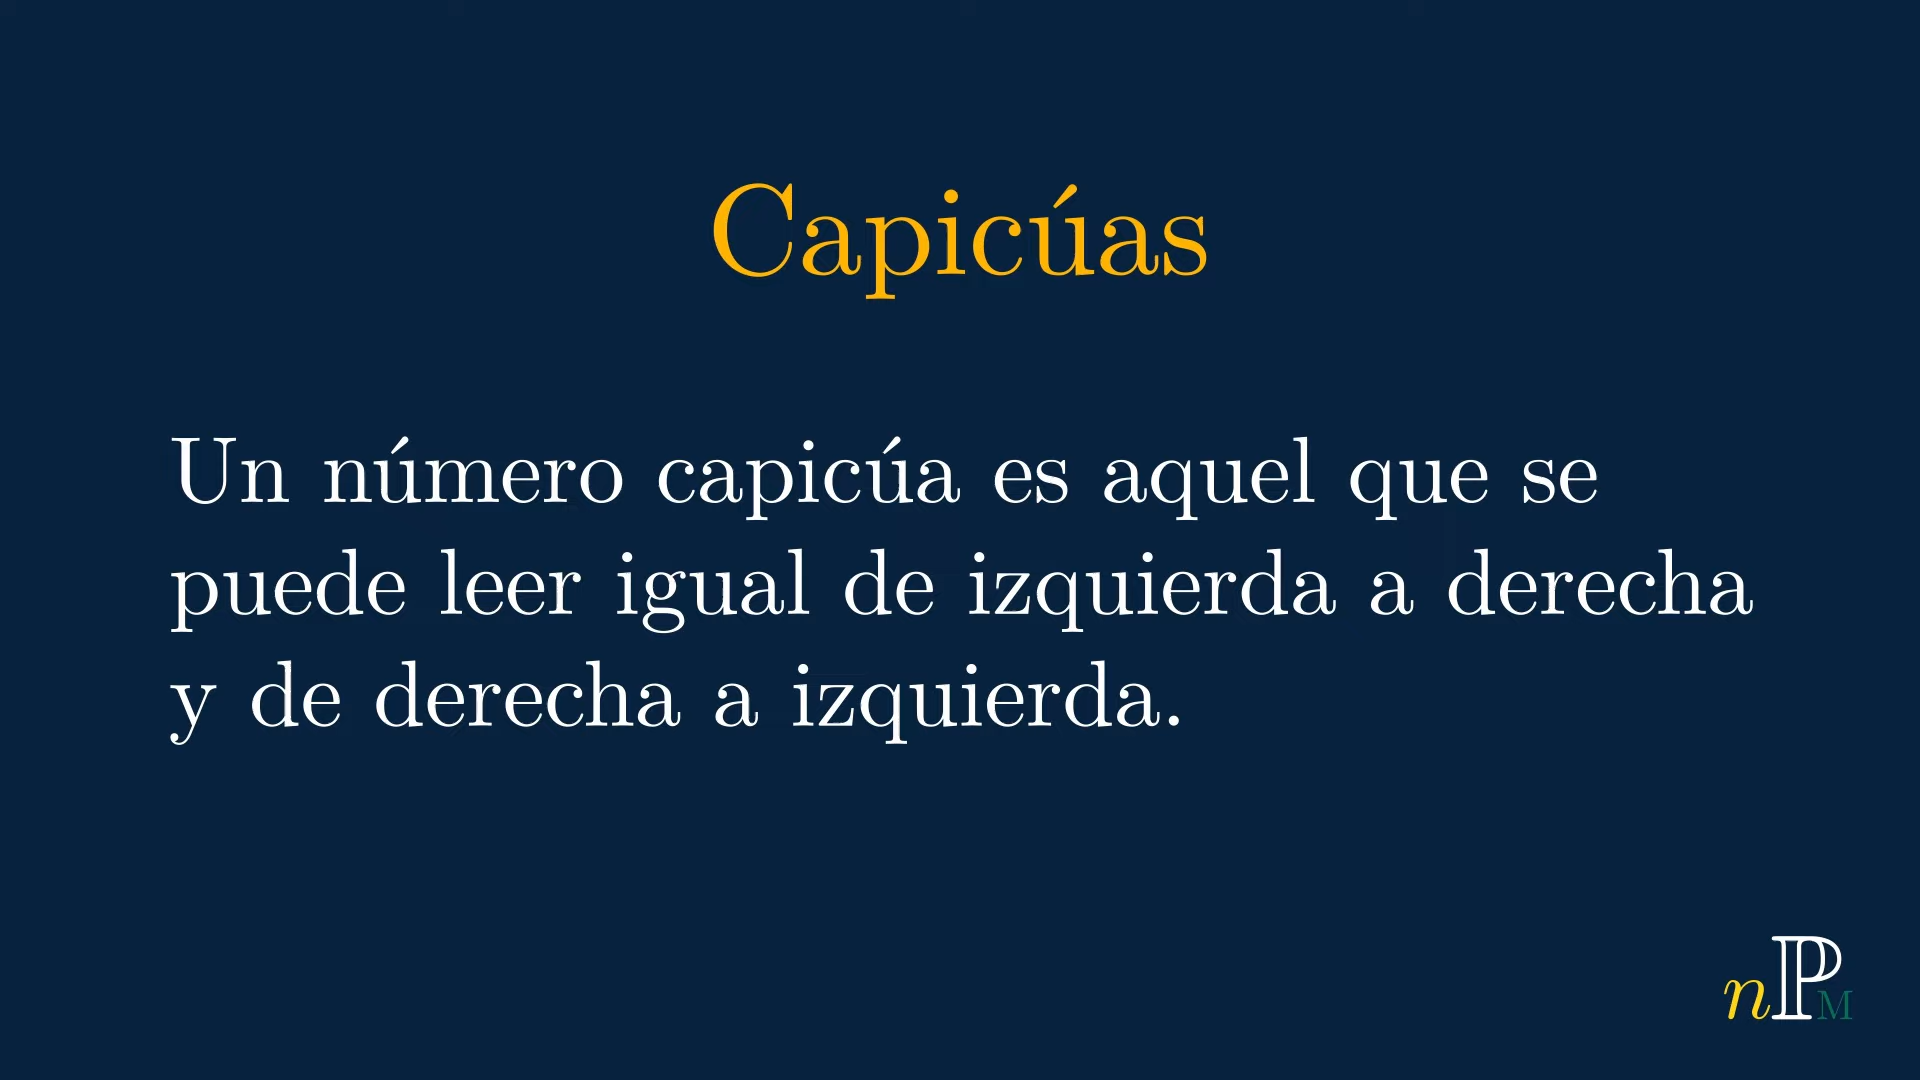 Capicúas
Un número capicúa es aquel que se
puede leer igual de izquierda a derecha
y de derecha a izquierda.
nℙM